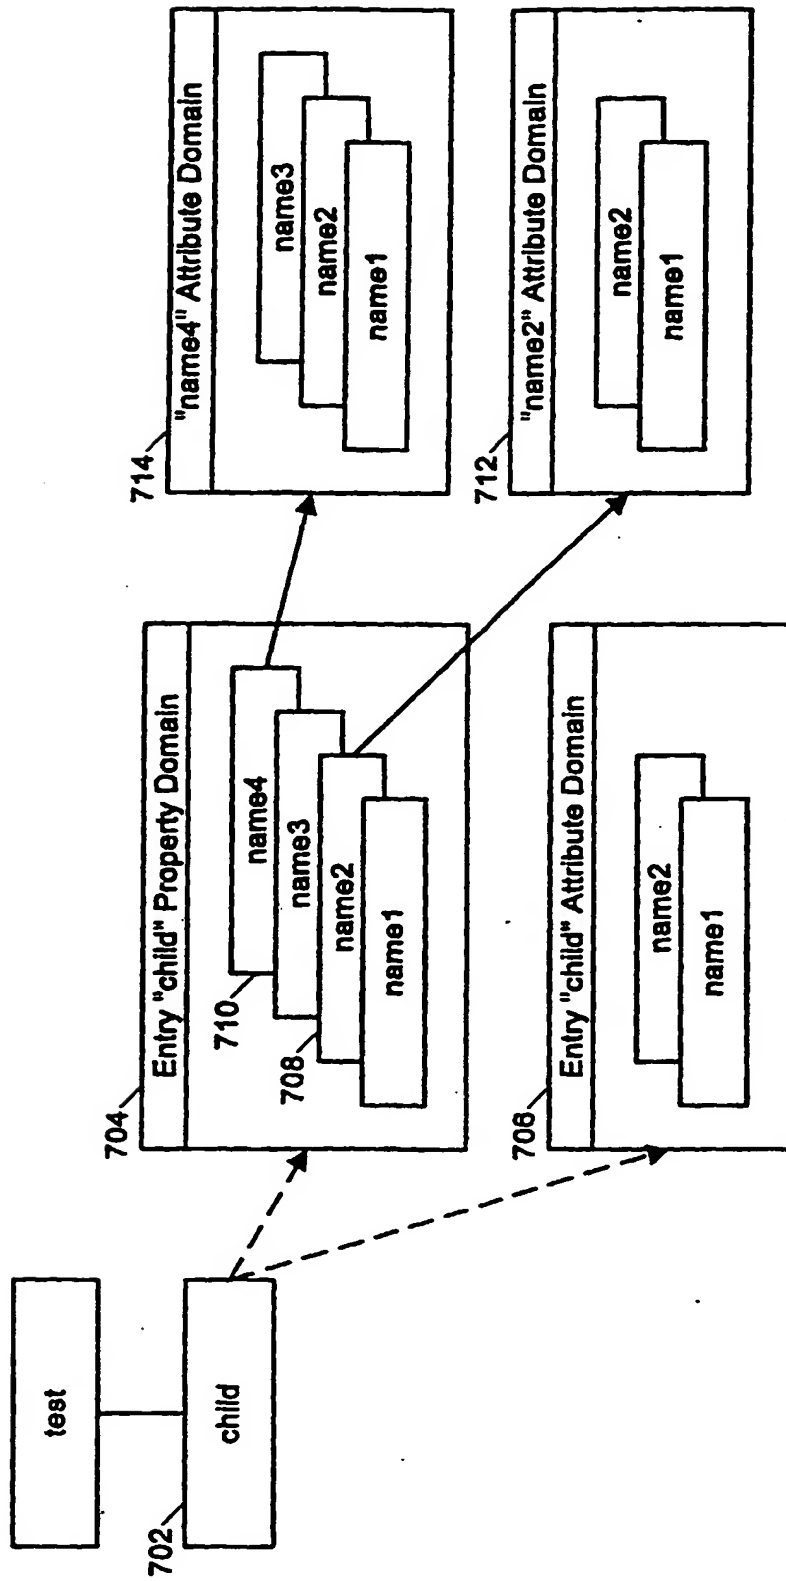 test
702
child
704
Entry "child" Property Domain
710
name4
name3
708
name2
name1
706
Entry "child" Attribute Domain
name2
name1
714
"name4" Attribute Domain
name3
name2
name1
712
"name2" Attribute Domain
name2
name1